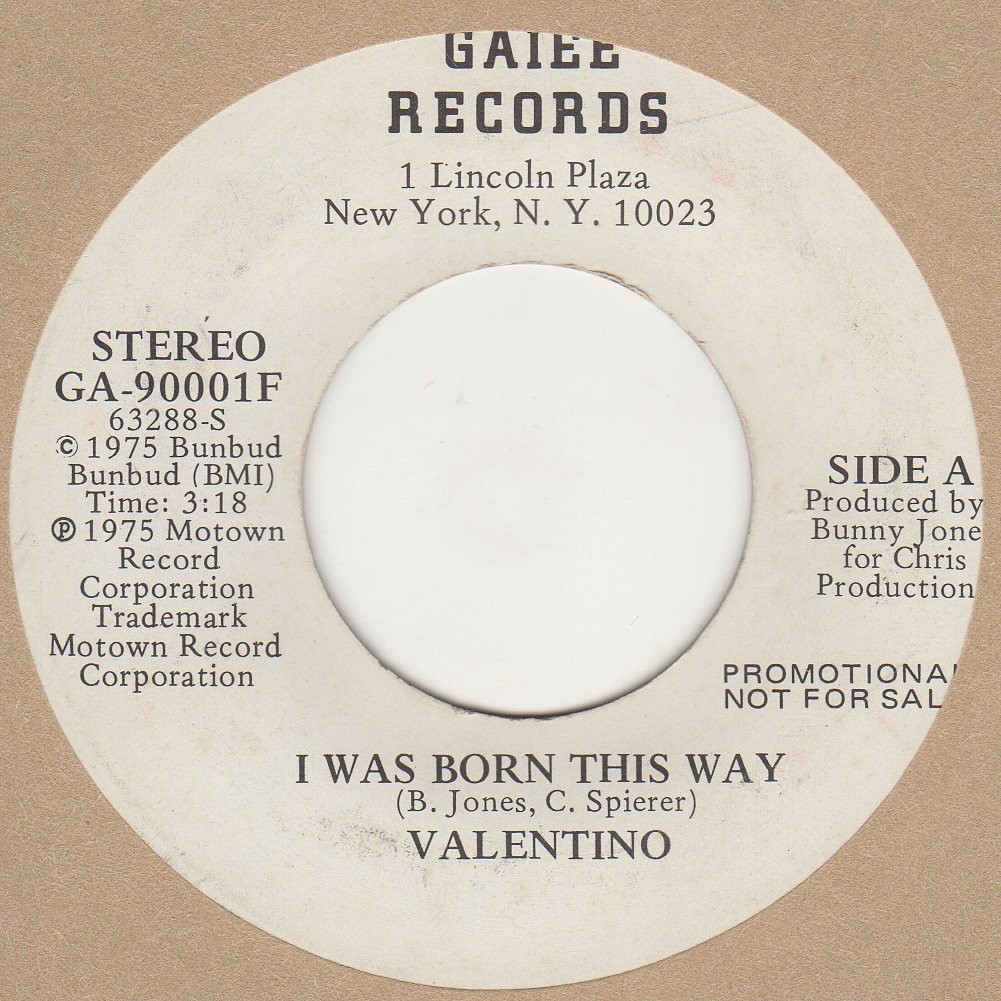 GAIEE
RECORDS
1 Lincoln Plaza
New York, N. Y. 10023
STEREO
GA-90001F
63288-S
© 1975 Bunbud
Bunbud (BMI)
Time: 3:18
℗ 1975 Motown
Record
Corporation
Trademark
Motown Record
Corporation
SIDE A
Produced by
Bunny Jone
for Chris
Production
PROMOTIONAL
NOT FOR SAL
I WAS BORN THIS WAY
(B. Jones, C. Spierer)
VALENTINO